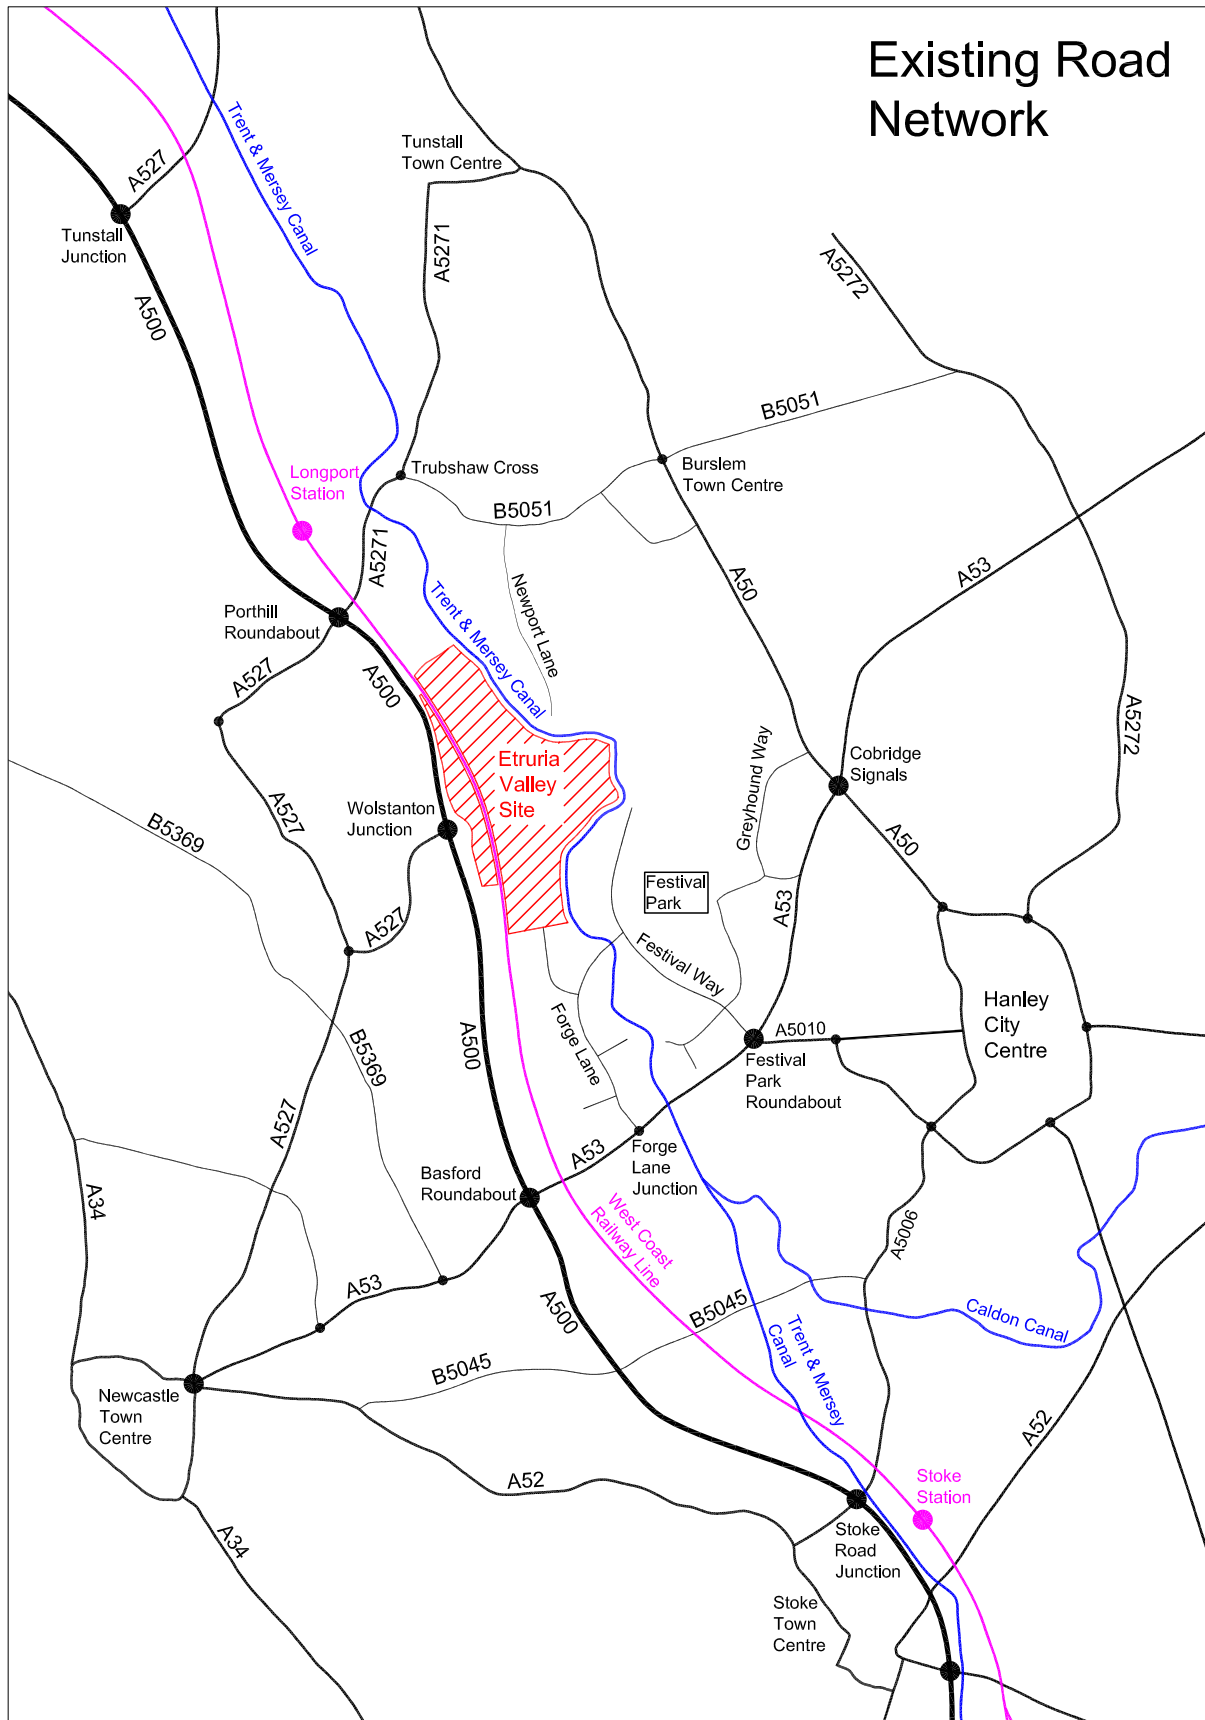 Existing Road
Network
Trent & Mersey Canal
Tunstall
Town Centre
A527
Tunstall
Junction
A5271
A5272
A500
B5051
Longport
Station
Trubshaw Cross
Burslem
Town Centre
B5051
A5271
A50
A53
Newport Lane
Trent & Mersey Canal
Porthill
Roundabout
A527
A500
A5272
Etruria
Valley
Site
Greyhound Way
Cobridge
Signals
Wolstanton
Junction
A527
B5369
A50
Festival
Park
A53
A527
Festival Way
Hanley
City
Centre
A500
Forge Lane
B5369
A5010
Festival
Park
Roundabout
A527
A53
Forge
Lane
Junction
Basford
Roundabout
A34
West Coast
Railway Line
A5006
A53
A500
B5045
Caldon Canal
Trent & Mersey
Canal
B5045
Newcastle
Town
Centre
A52
A52
Stoke
Station
A34
Stoke
Road
Junction
Stoke
Town
Centre